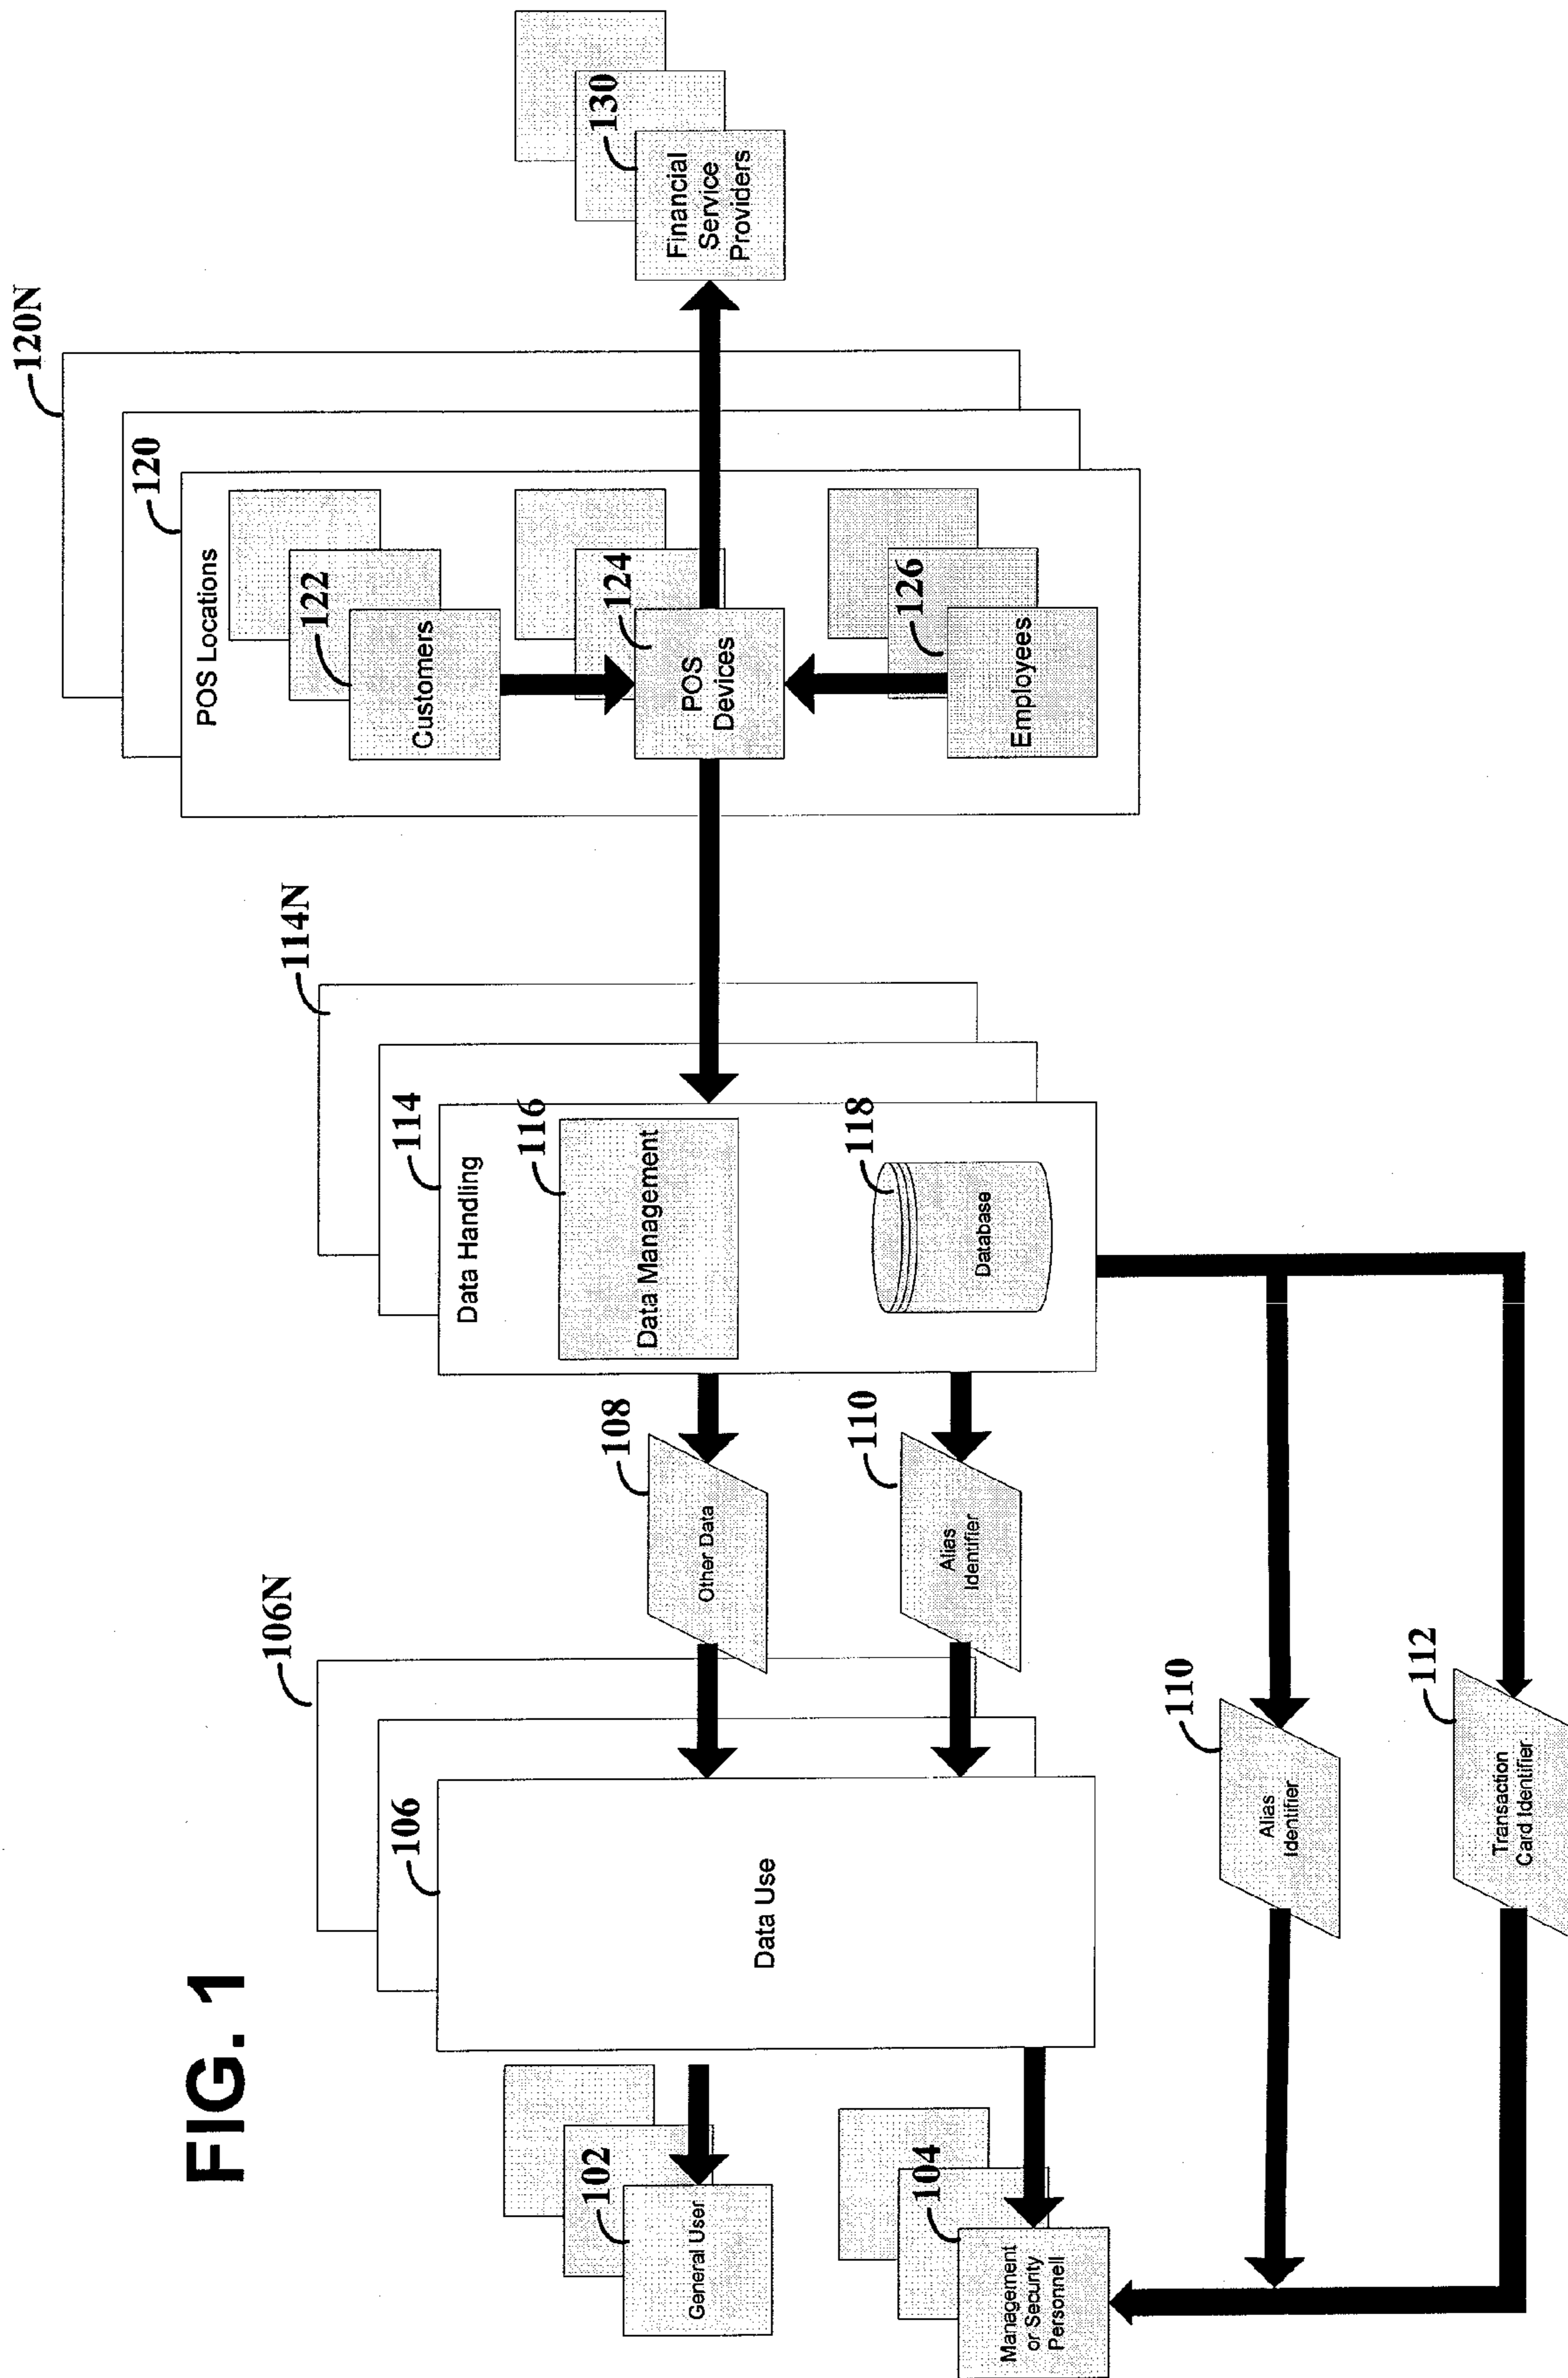 FIG. 1
102
General User
104
Management
or Security
Personnell
106N
106
Data Use
108
Other Data
110
Alias
Identifier
110
Alias
Identifier
112
Transaction
Card Identifier
114N
114
Data Handling
116
Data Management
118
Database
120N
120
POS Locations
122
Customers
124
POS
Devices
126
Employees
130
Financial
Service
Providers